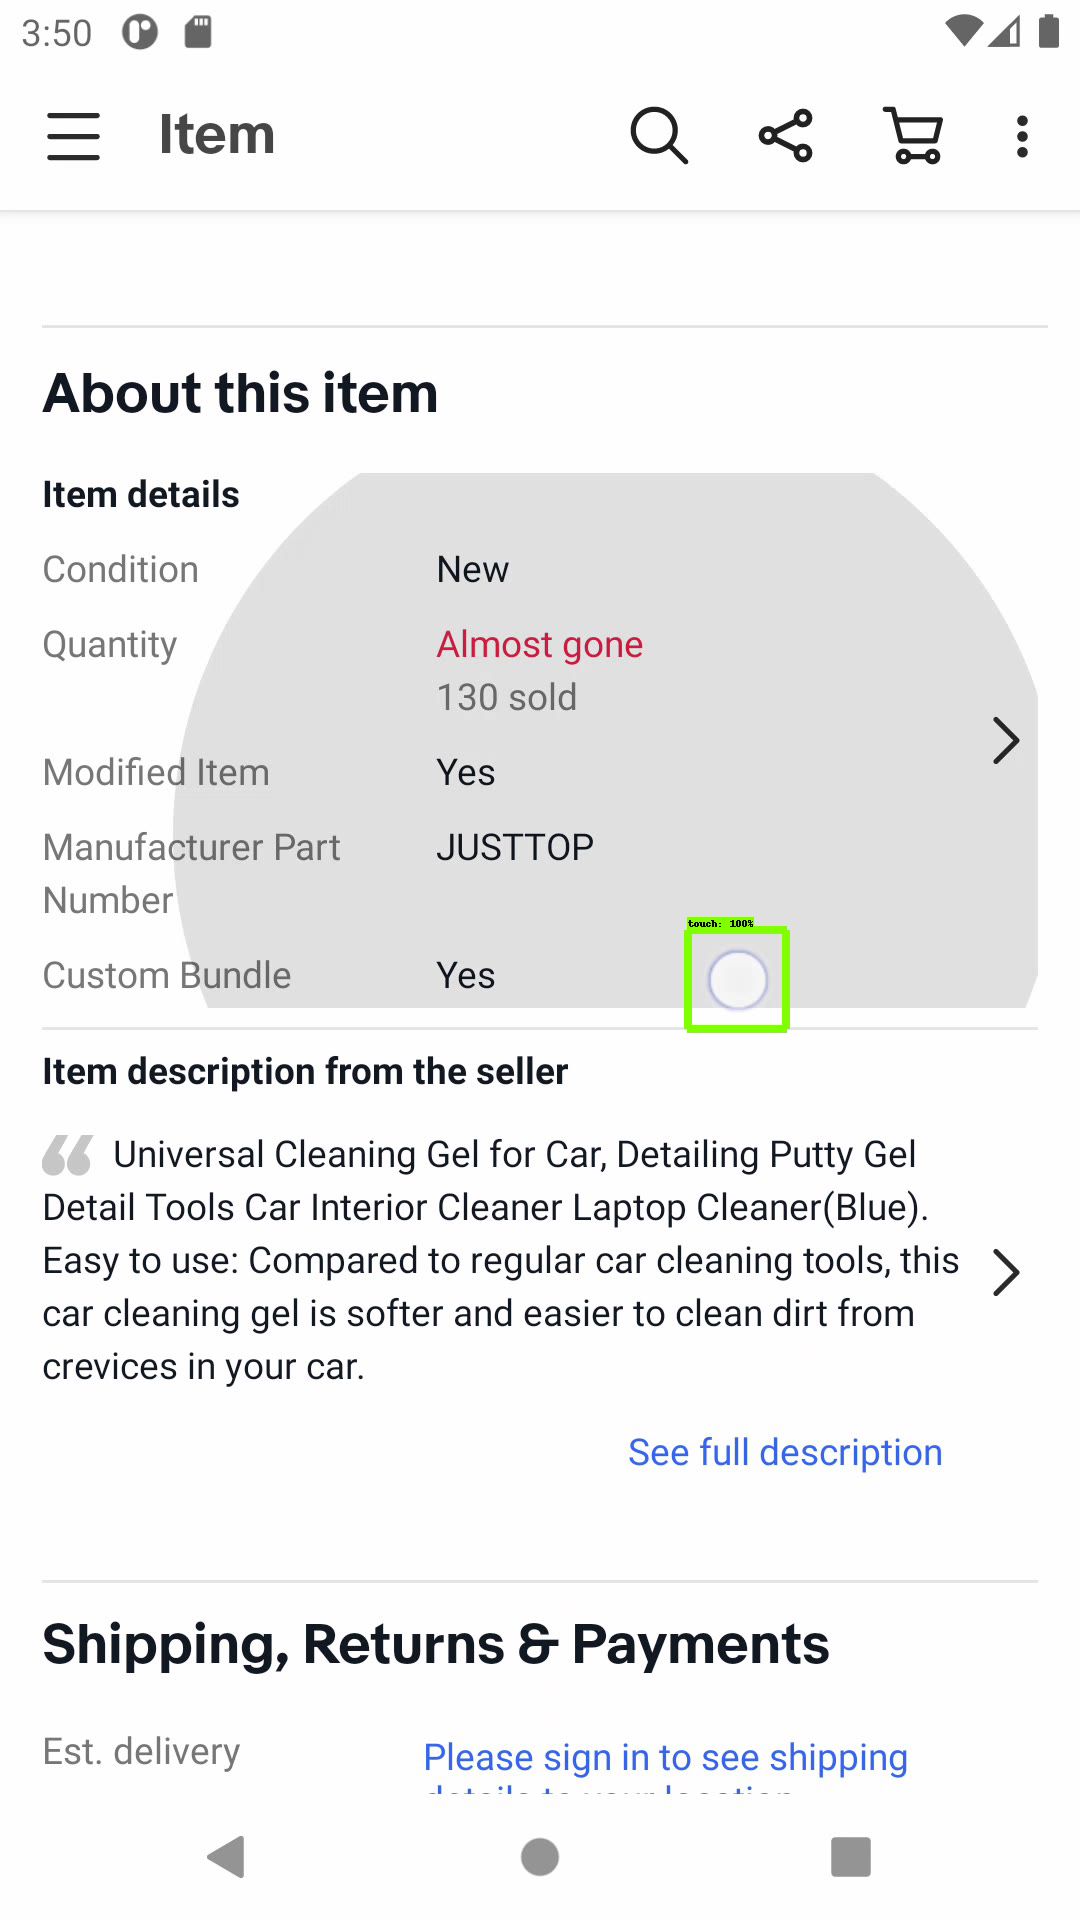 3:50
Item
About this item
Item details
Condition New
Quantity Almost gone
130 sold
Modified Item Yes
Manufacturer Part JUSTTOP
Number
touch: 100%
Custom Bundle Yes
Item description from the seller
“ Universal Cleaning Gel for Car, Detailing Putty Gel
Detail Tools Car Interior Cleaner Laptop Cleaner(Blue).
Easy to use: Compared to regular car cleaning tools, this
car cleaning gel is softer and easier to clean dirt from
crevices in your car.
See full description
Shipping, Returns & Payments
Est. delivery Please sign in to see shipping
details to your location